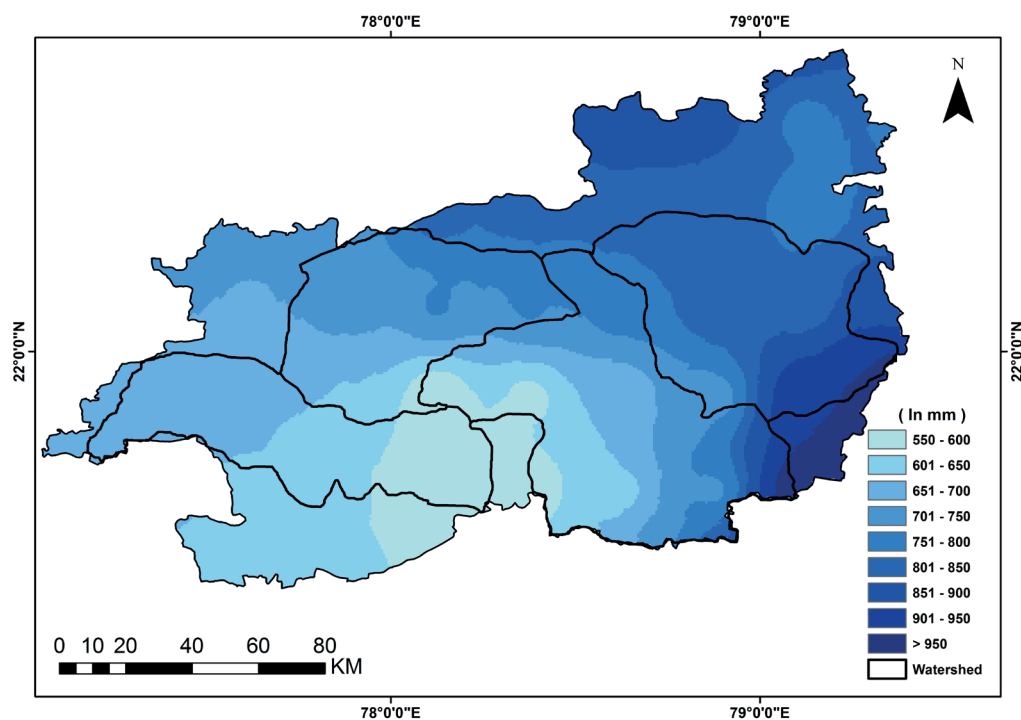 78°0'0"E 79°0'0"E
N
22°0'0"N 22°0'0"N
( In mm )
550 - 600
601 - 650
651 - 700
701 - 750
751 - 800
801 - 850
851 - 900
901 - 950
> 950
Watershed
0 10 20 40 60 80
KM
78°0'0"E 79°0'0"E